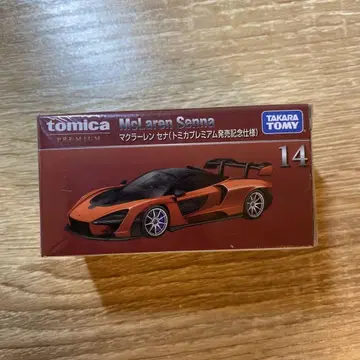 tomica
PREMIUM
McLaren Senna
マクラーレン セナ(トミカプレミアム発売記念仕様)
TAKARA
TOMY
14